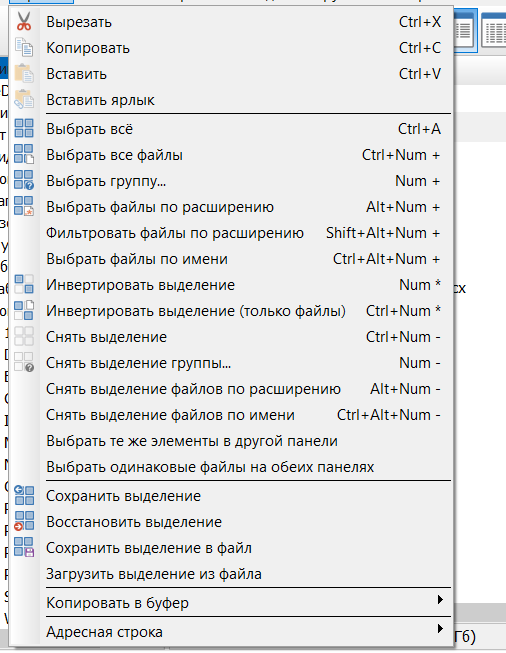 Вырезать Ctrl+X
Копировать Ctrl+C
Вставить Ctrl+V
Вставить ярлык
Выбрать всё Ctrl+A
Выбрать все файлы Ctrl+Num +
Выбрать группу... Num +
Выбрать файлы по расширению Alt+Num +
Фильтровать файлы по расширению Shift+Alt+Num +
Выбрать файлы по имени Ctrl+Alt+Num +
Инвертировать выделение Num *
Инвертировать выделение (только файлы) Ctrl+Num *
Снять выделение Ctrl+Num -
Снять выделение группы... Num -
Снять выделение файлов по расширению Alt+Num -
Снять выделение файлов по имени Ctrl+Alt+Num -
Выбрать те же элементы в другой панели
Выбрать одинаковые файлы на обеих панелях
Сохранить выделение
Восстановить выделение
Сохранить выделение в файл
Загрузить выделение из файла
Копировать в буфер
Адресная строка
Гб)